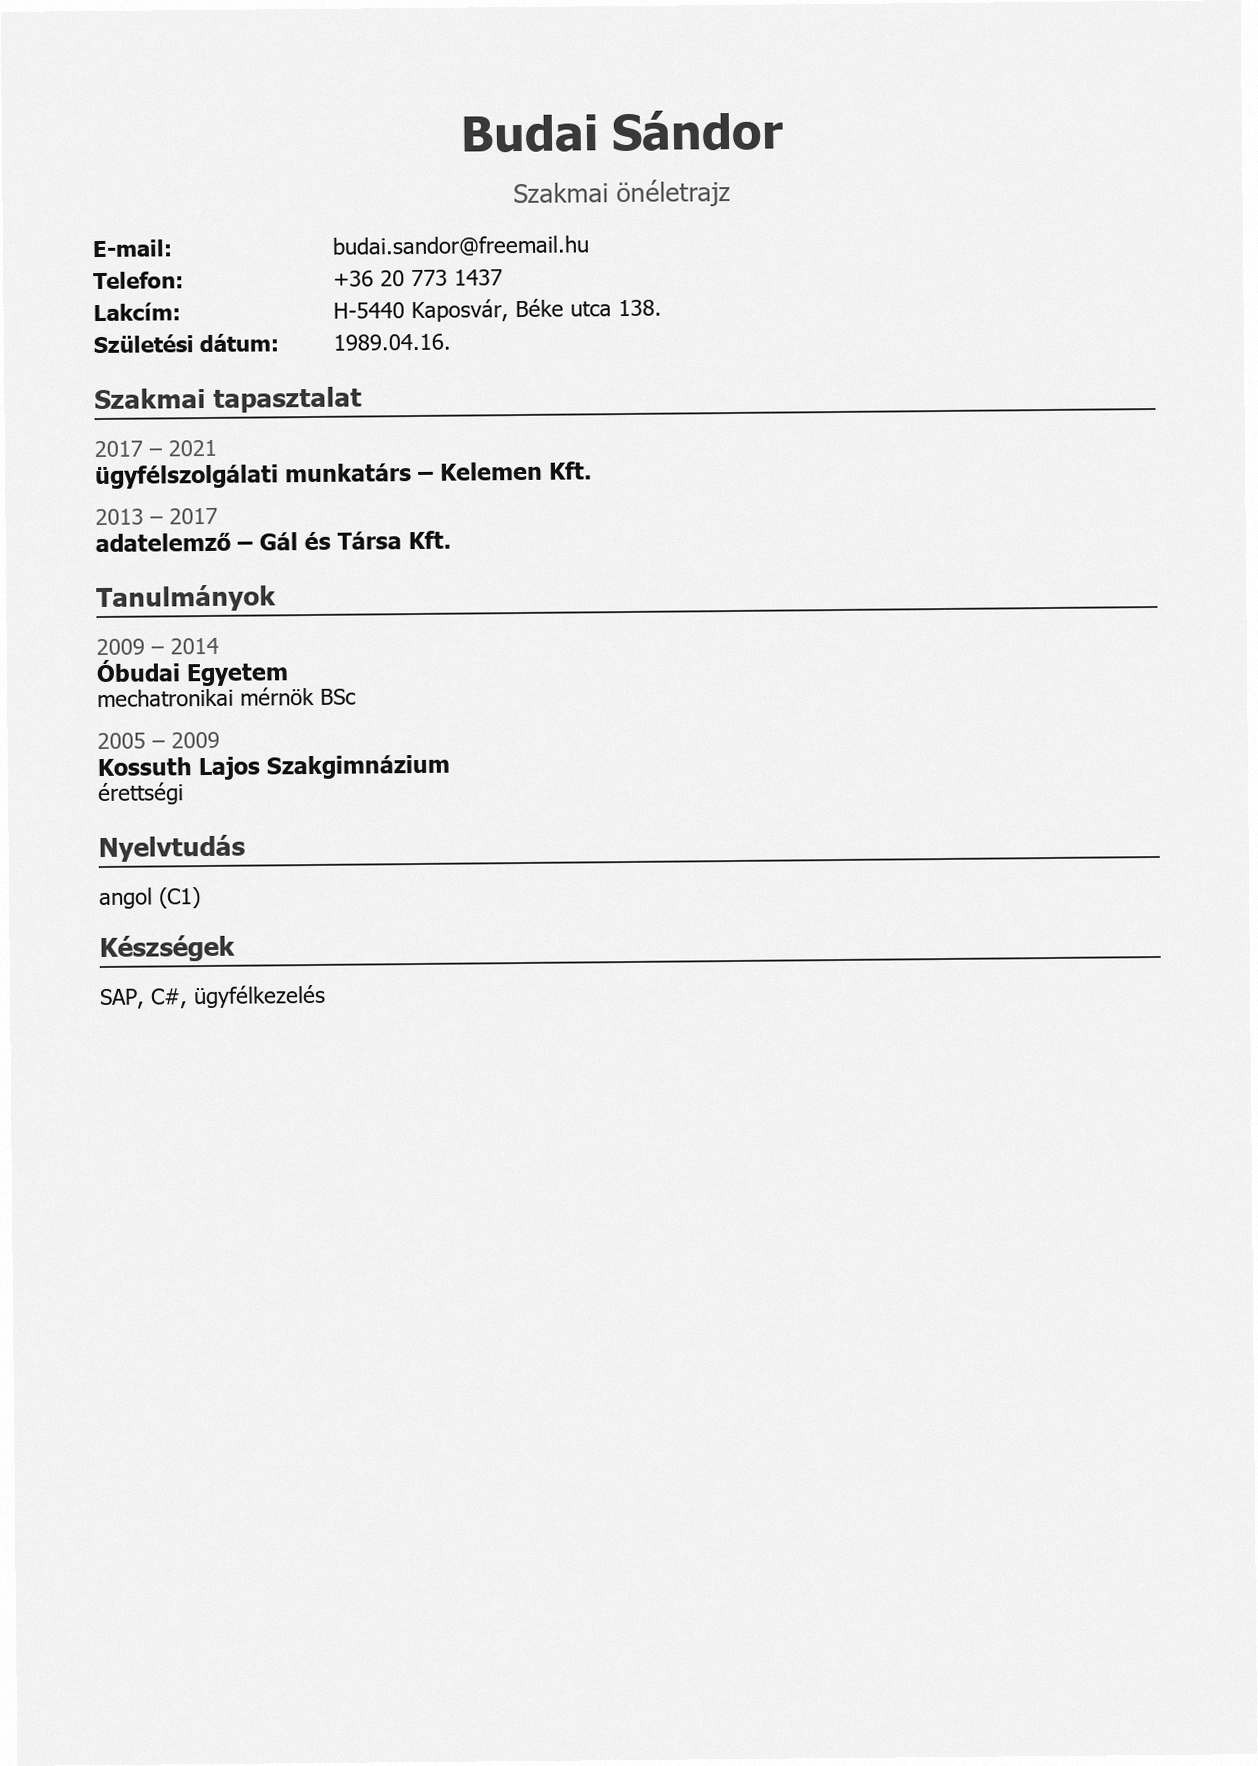 Budai Sándor
Szakmai önéletrajz
E-mail: budai.sandor@freemail.hu
Telefon: +36 20 773 1437
Lakcím: H-5440 Kaposvár, Béke utca 138.
Születési dátum: 1989.04.16.
Szakmai tapasztalat
2017 – 2021
ügyfélszolgálati munkatárs – Kelemen Kft.
2013 – 2017
adatelemző – Gál és Társa Kft.
Tanulmányok
2009 – 2014
Óbudai Egyetem
mechatronikai mérnök BSc
2005 – 2009
Kossuth Lajos Szakgimnázium
érettségi
Nyelvtudás
angol (C1)
Készségek
SAP, C#, ügyfélkezelés